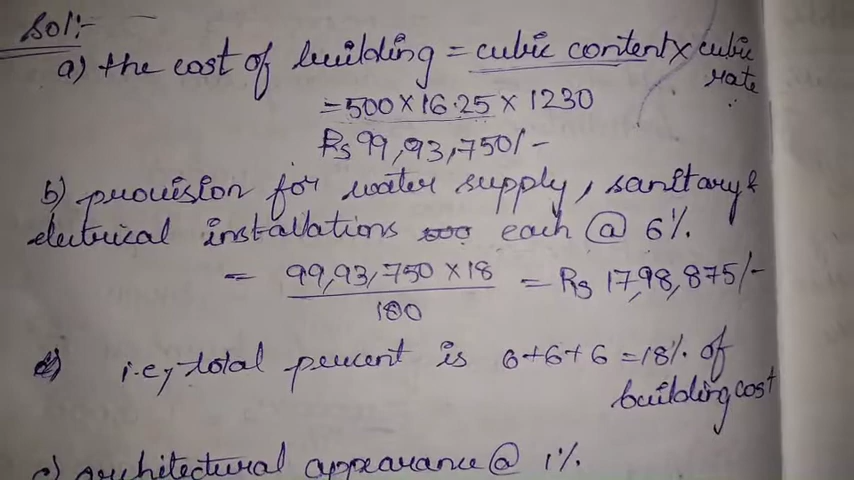 Sol:-
a) the cost of building = cubic content x cubic
rate
= 500 × 16.25 × 1230
Rs 99,93,750/-
b) provision for water supply, sanitary &
eletrical installations each @ 6%.
= 99,93,750 × 18 = Rs 17,98,875/-
100
i.e, total percent is 6+6+6 = 18% of
building cost
c) architectural appearance @ 1%.